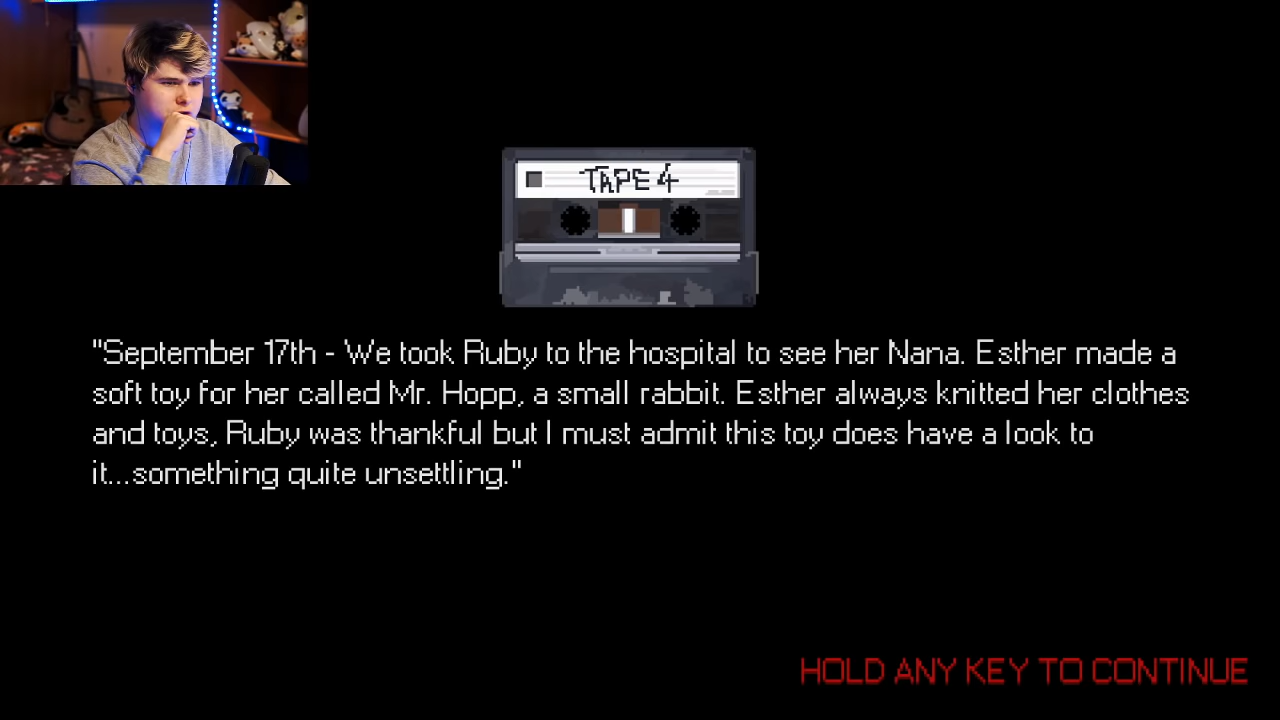 TAPE 4
"September 17th - We took Ruby to the hospital to see her Nana. Esther made a
soft toy for her called Mr. Hopp, a small rabbit. Esther always knitted her clothes
and toys, Ruby was thankful but I must admit this toy does have a look to
it...something quite unsettling."
HOLD ANY KEY TO CONTINUE